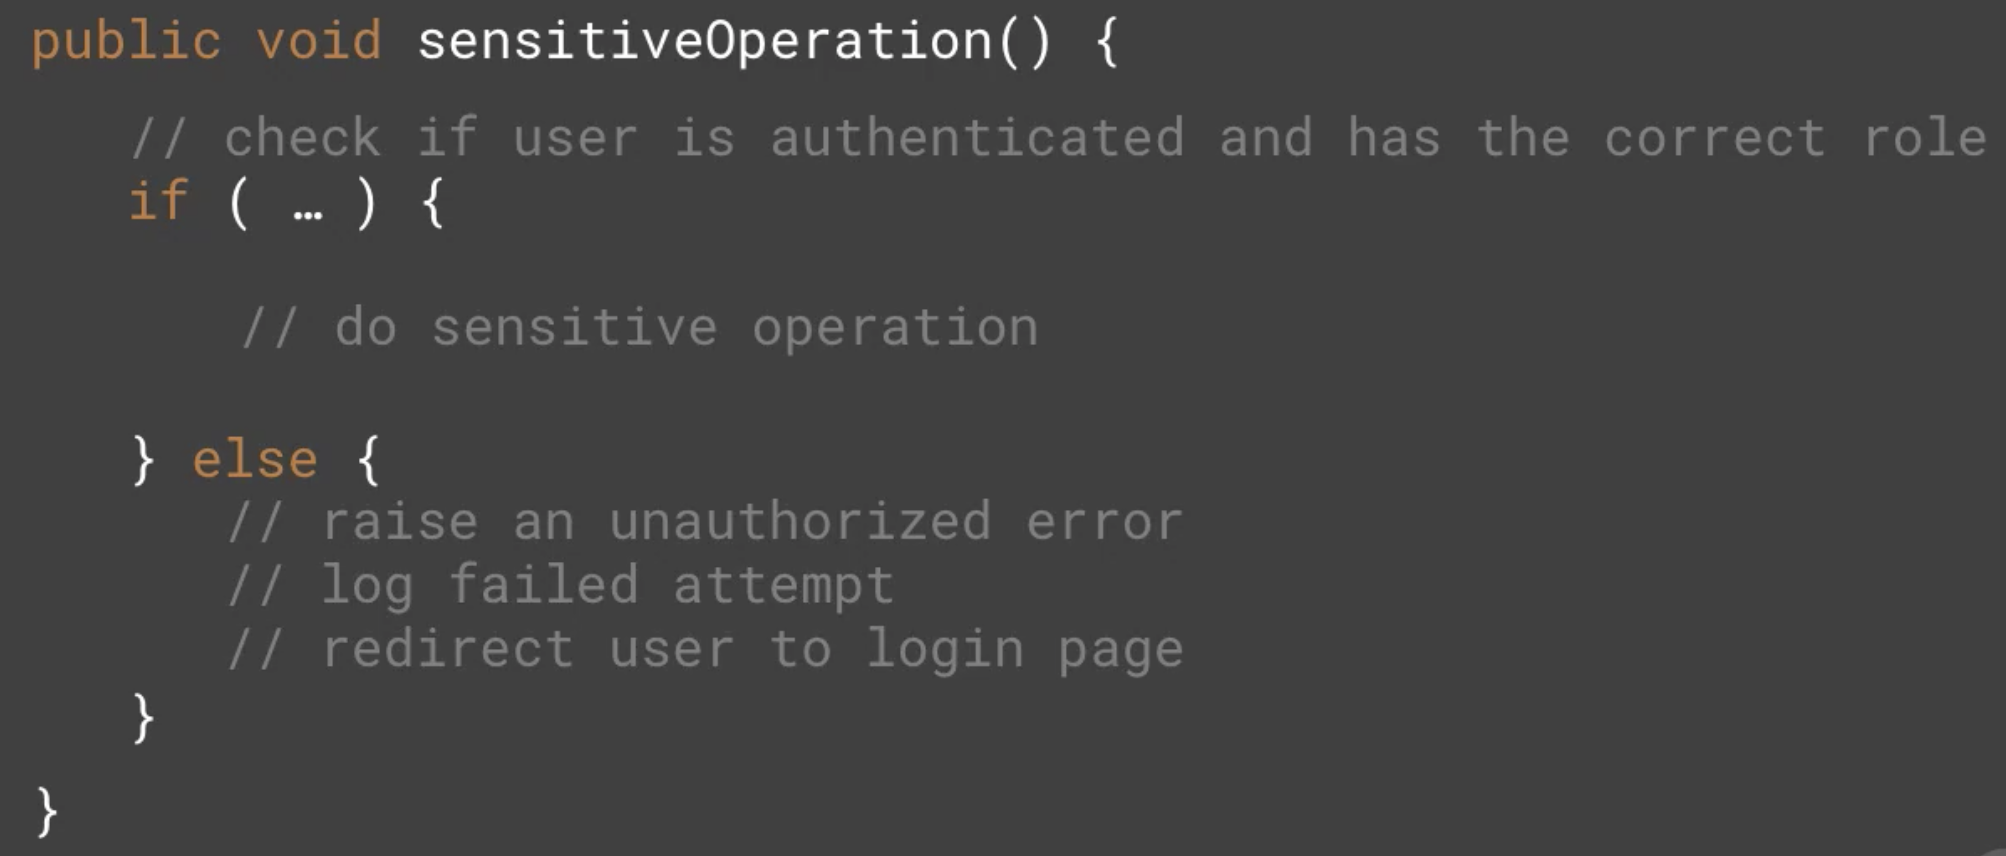 public void sensitiveOperation() {
// check if user is authenticated and has the correct role
if ( … ) {
// do sensitive operation
} else {
// raise an unauthorized error
// log failed attempt
// redirect user to login page
}
}